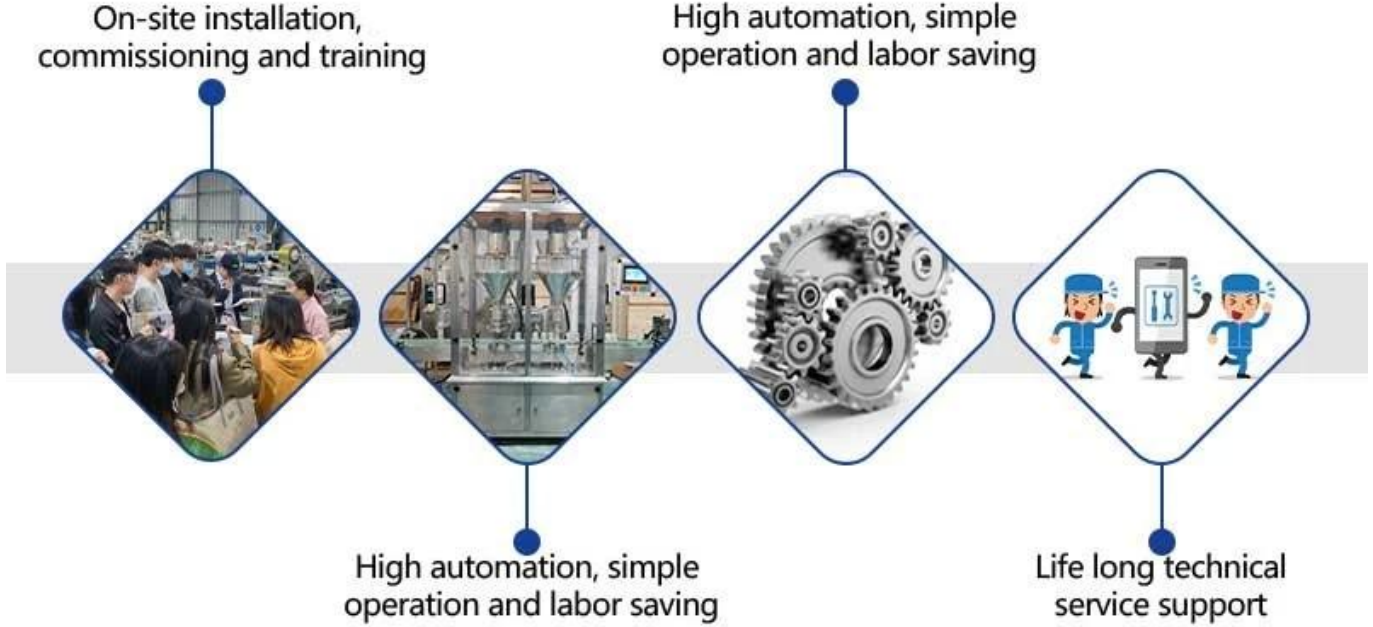 On-site installation,
commissioning and training
High automation, simple
operation and labor saving
High automation, simple
operation and labor saving
Life long technical
service support